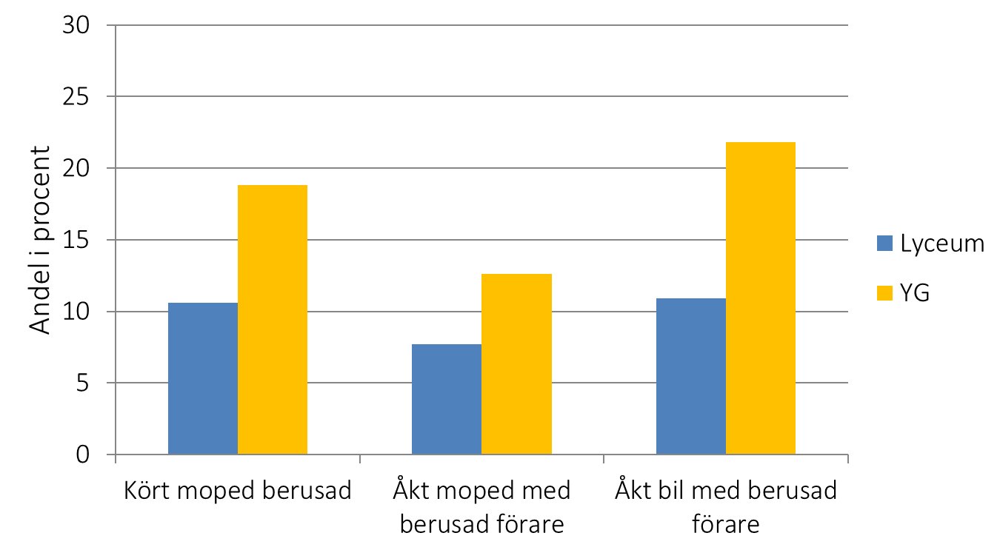 30
25
20
15
10
5
0
Andel i procent
Kört moped berusad
Åkt moped med
berusad förare
Åkt bil med berusad
förare
Lyceum
YG